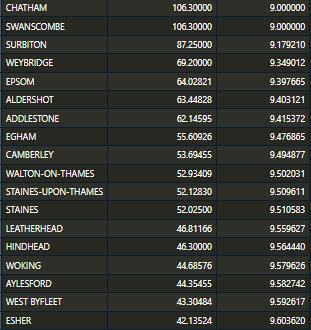 CHATHAM 106.30000 9.000000
SWANSCOMBE 106.30000 9.000000
SURBITON 87.25000 9.179210
WEYBRIDGE 69.20000 9.349012
EPSOM 64.02821 9.397665
ALDERSHOT 63.44828 9.403121
ADDLESTONE 62.14595 9.415372
EGHAM 55.60926 9.476865
CAMBERLEY 53.69455 9.494877
WALTON-ON-THAMES 52.93409 9.502031
STAINES-UPON-THAMES 52.12830 9.509611
STAINES 52.02500 9.510583
LEATHERHEAD 46.81166 9.559627
HINDHEAD 46.30000 9.564440
WOKING 44.68576 9.579626
AYLESFORD 44.35455 9.582742
WEST BYFLEET 43.30484 9.592617
ESHER 42.13524 9.603620